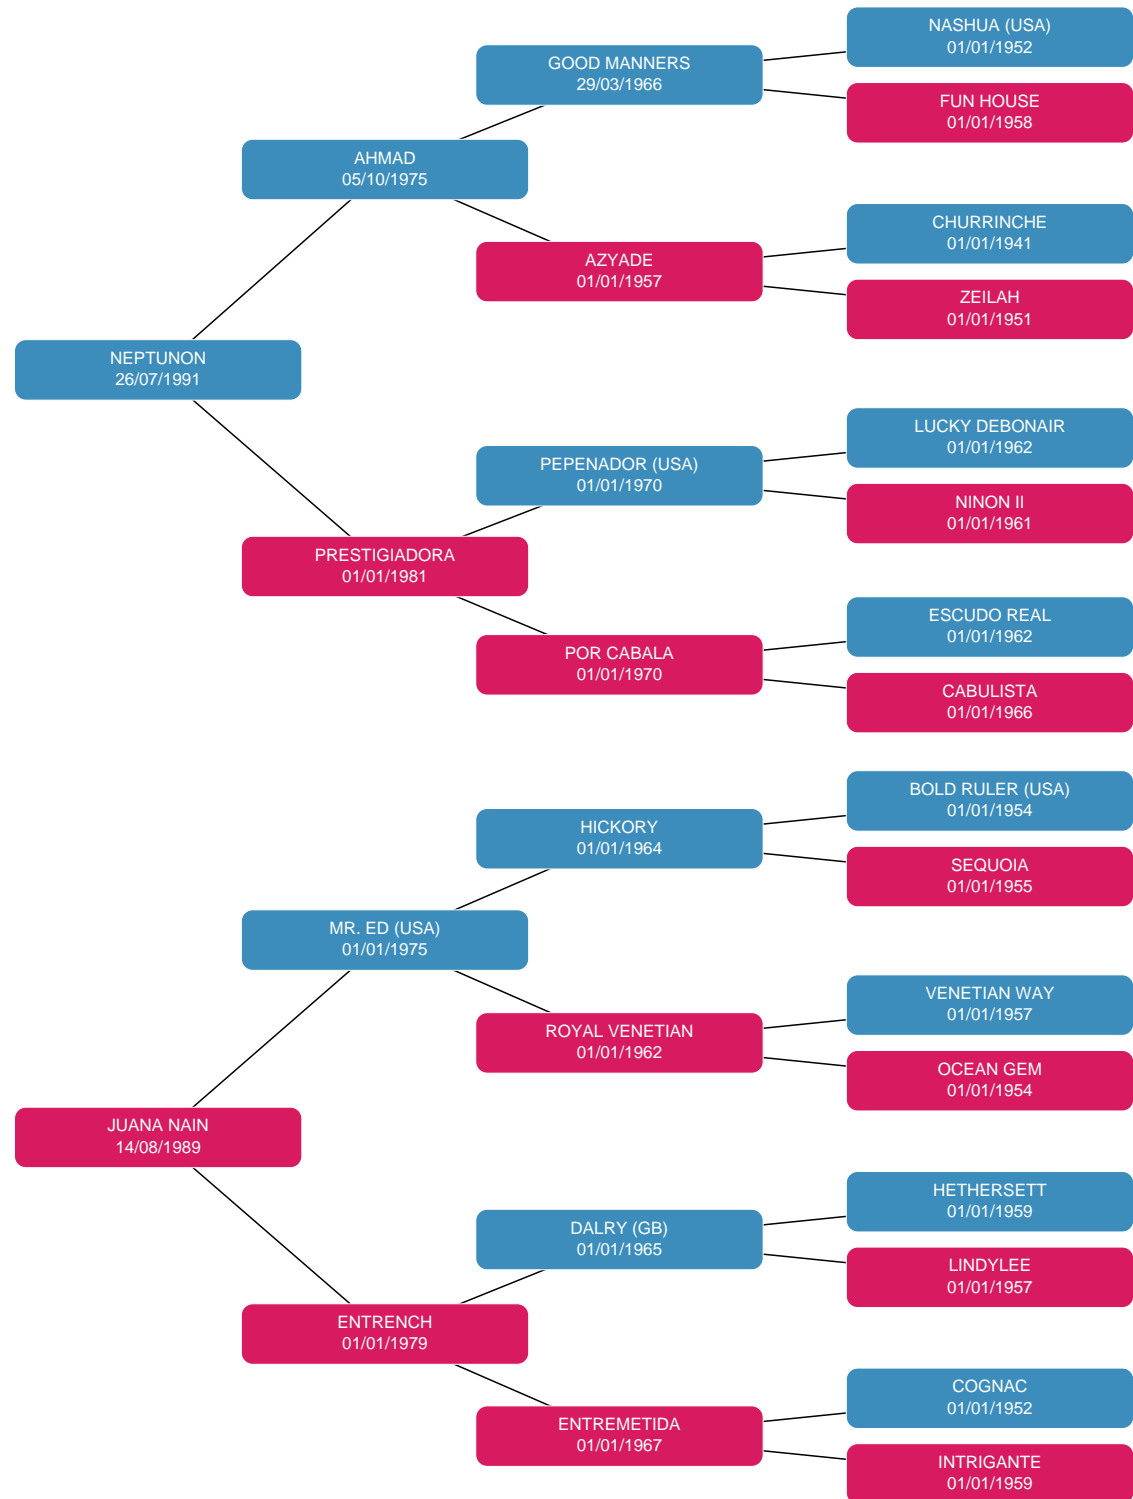 NASHUA (USA)
01/01/1952
GOOD MANNERS
29/03/1966
FUN HOUSE
01/01/1958
AHMAD
05/10/1975
CHURRINCHE
01/01/1941
AZYADE
01/01/1957
ZEILAH
01/01/1951
NEPTUNON
26/07/1991
LUCKY DEBONAIR
01/01/1962
PEPENADOR (USA)
01/01/1970
NINON II
01/01/1961
PRESTIGIADORA
01/01/1981
ESCUDO REAL
01/01/1962
POR CABALA
01/01/1970
CABULISTA
01/01/1966
BOLD RULER (USA)
01/01/1954
HICKORY
01/01/1964
SEQUOIA
01/01/1955
MR. ED (USA)
01/01/1975
VENETIAN WAY
01/01/1957
ROYAL VENETIAN
01/01/1962
OCEAN GEM
01/01/1954
JUANA NAIN
14/08/1989
HETHERSETT
01/01/1959
DALRY (GB)
01/01/1965
LINDYLEE
01/01/1957
ENTRENCH
01/01/1979
COGNAC
01/01/1952
ENTREMETIDA
01/01/1967
INTRIGANTE
01/01/1959